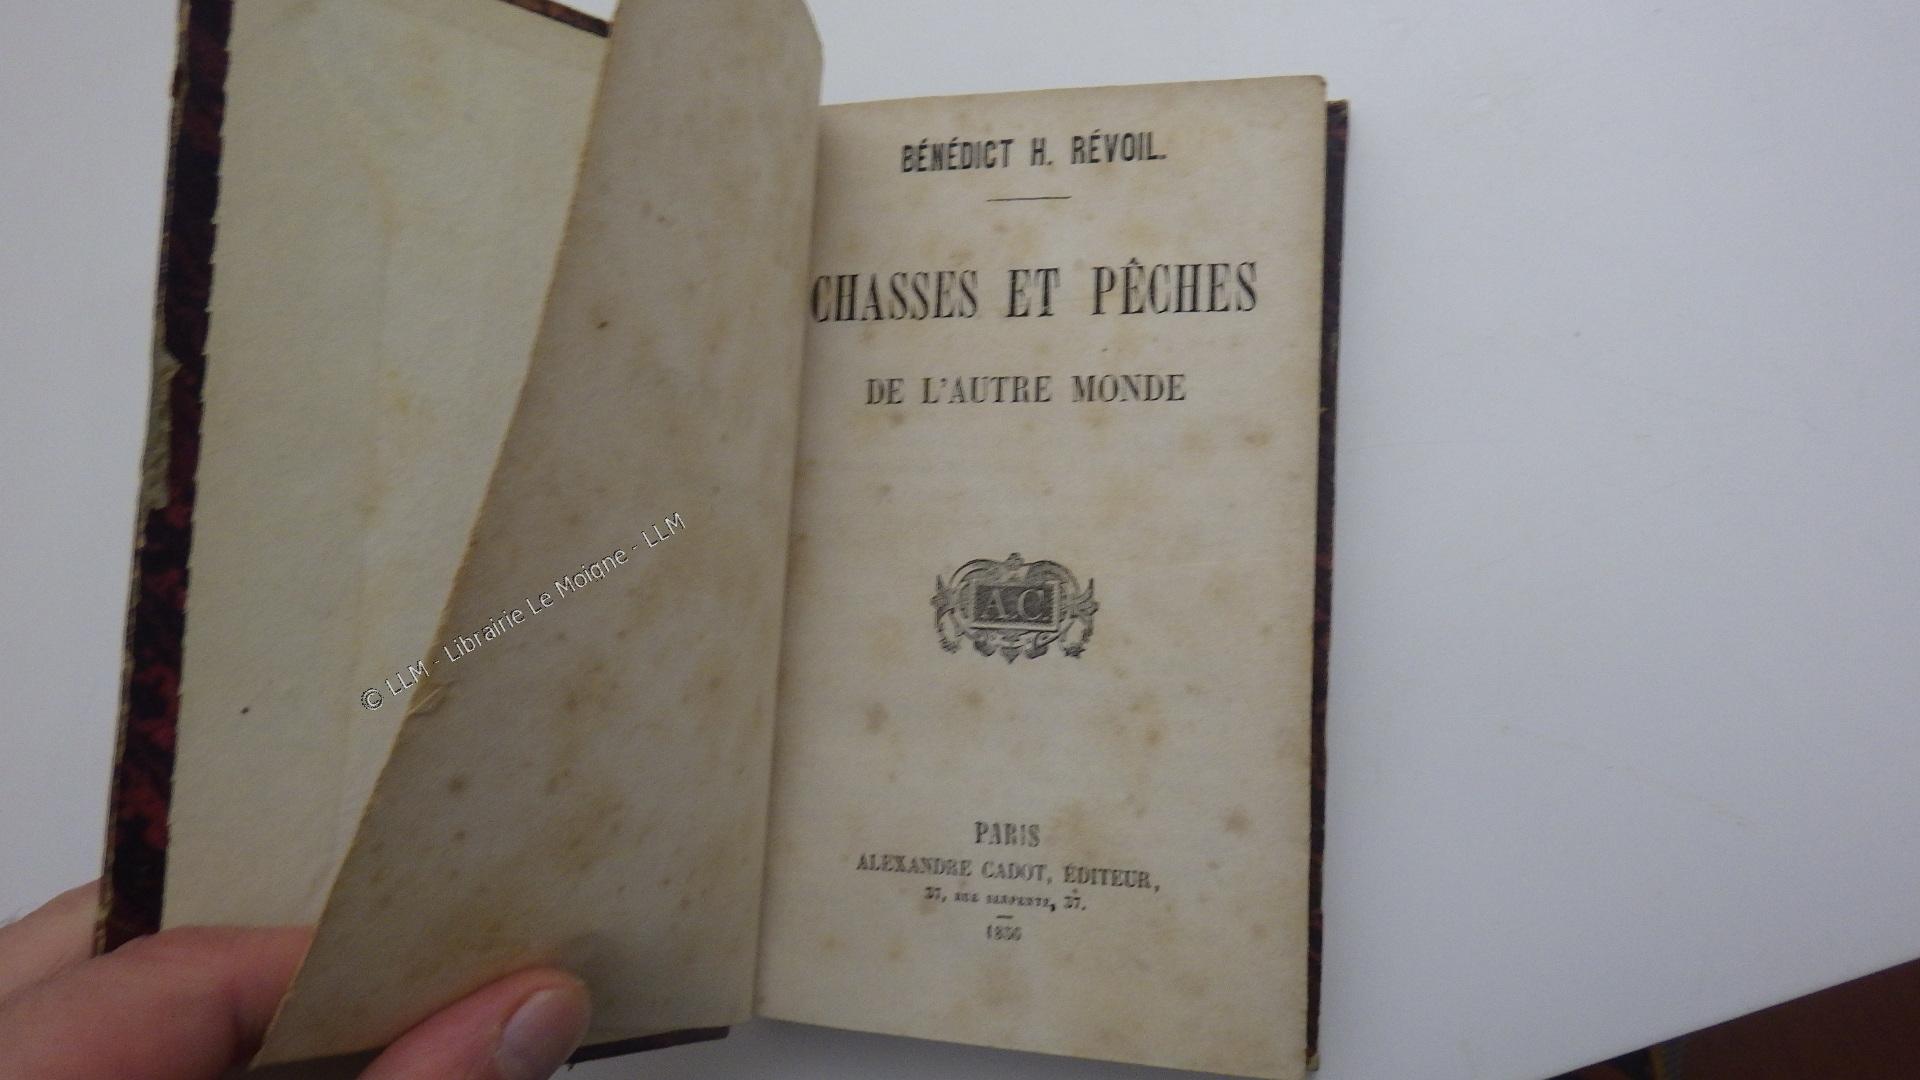 BÉNÉDICT H. RÉVOIL.
CHASSES ET PÊCHES
DE L'AUTRE MONDE
A.C.
PARIS
ALEXANDRE CADOT, ÉDITEUR,
37, RUE SERPENTE, 37.
1856
© LLM - Librairie Le Moigne - LLM